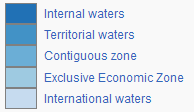 Internal waters
Territorial waters
Contiguous zone
Exclusive Economic Zone
International waters